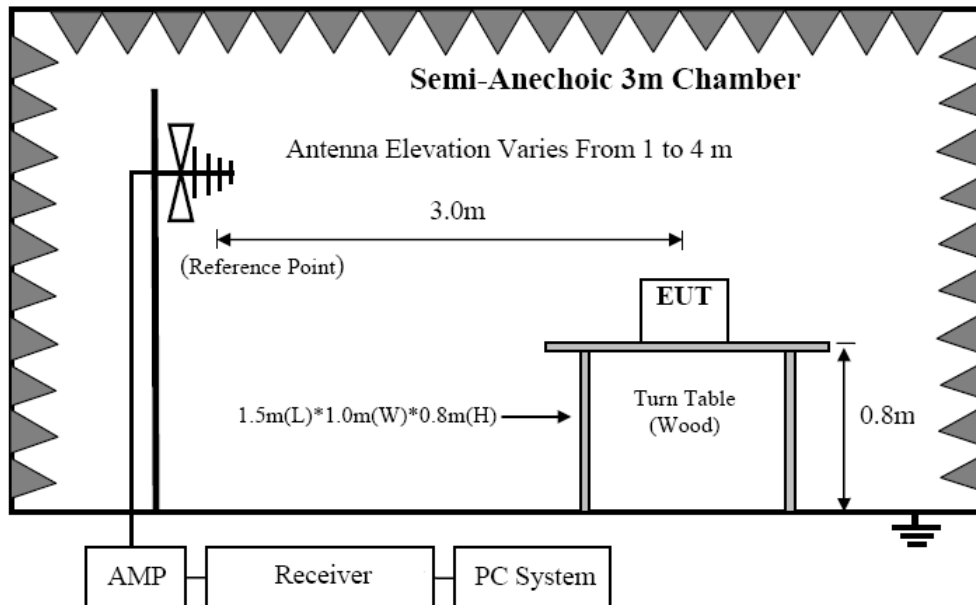 Semi-Anechoic 3m Chamber
Antenna Elevation Varies From 1 to 4 m
3.0m
(Reference Point)
EUT
1.5m(L)*1.0m(W)*0.8m(H)
Turn Table
(Wood)
0.8m
AMP
Receiver
PC System